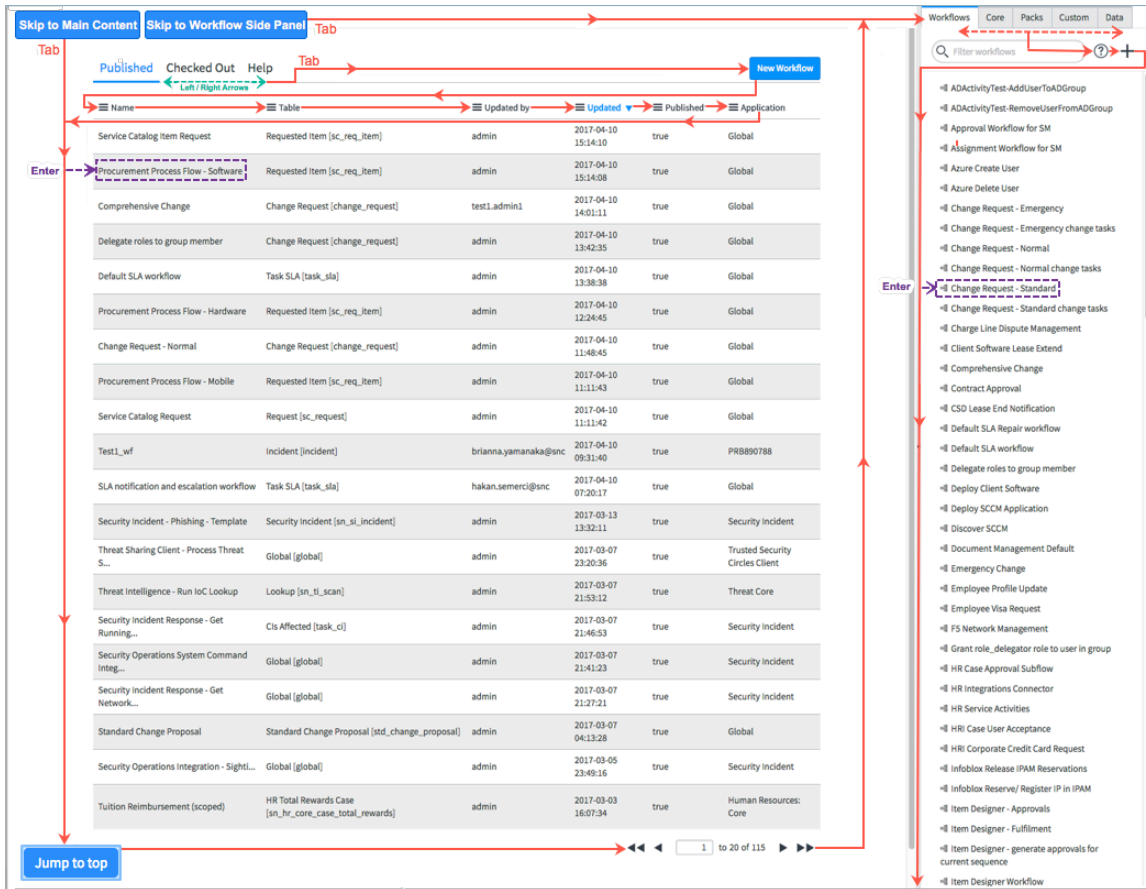 Skip to Main Content
Skip to Workflow Side Panel
Tab
Tab
Published Checked Out Help
Left / Right Arrows
Tab
New Workflow
Name Table Updated by Updated Published Application
Service Catalog Item Request Requested Item [sc_req_item] admin 2017-04-10 15:14:10 true Global
Enter
Procurement Process Flow - Software Requested Item [sc_req_item] admin 2017-04-10 15:14:08 true Global
Comprehensive Change Change Request [change_request] test1.admin1 2017-04-10 14:01:11 true Global
Delegate roles to group member Change Request [change_request] admin 2017-04-10 13:42:35 true Global
Default SLA workflow Task SLA [task_sla] admin 2017-04-10 13:38:38 true Global
Procurement Process Flow - Hardware Requested Item [sc_req_item] admin 2017-04-10 12:24:45 true Global
Change Request - Normal Change Request [change_request] admin 2017-04-10 11:48:45 true Global
Procurement Process Flow - Mobile Requested Item [sc_req_item] admin 2017-04-10 11:11:43 true Global
Service Catalog Request Request [sc_request] admin 2017-04-10 11:11:42 true Global
Test1_wf Incident [incident] brianna.yamanaka@snc 2017-04-10 09:31:40 true PRB890788
SLA notification and escalation workflow Task SLA [task_sla] hakan.semerci@snc 2017-04-10 07:20:17 true Global
Security Incident - Phishing - Template Security Incident [sn_si_incident] admin 2017-03-13 13:32:11 true Security Incident
Threat Sharing Client - Process Threat S... Global [global] admin 2017-03-07 23:20:36 true Trusted Security Circles Client
Threat Intelligence - Run IoC Lookup Lookup [sn_ti_scan] admin 2017-03-07 21:53:12 true Threat Core
Security Incident Response - Get Running... CIs Affected [task_ci] admin 2017-03-07 21:46:53 true Security Incident
Security Operations System Command Integ... Global [global] admin 2017-03-07 21:41:23 true Security Incident
Security Incident Response - Get Network... Global [global] admin 2017-03-07 21:27:21 true Security Incident
Standard Change Proposal Standard Change Proposal [std_change_proposal] admin 2017-03-07 04:13:28 true Global
Security Operations Integration - Sighti... Global [global] admin 2017-03-05 23:49:16 true Security Incident
Tuition Reimbursement (scoped) HR Total Rewards Case [sn_hr_core_case_total_rewards] admin 2017-03-03 16:07:34 true Human Resources: Core
Jump to top
1 to 20 of 115
Workflows Core Packs Custom Data
Filter workflows
ADActivityTest-AddUserToADGroup
ADActivityTest-RemoveUserFromADGroup
Approval Workflow for SM
Assignment Workflow for SM
Azure Create User
Azure Delete User
Change Request - Emergency
Change Request - Emergency change tasks
Change Request - Normal
Change Request - Normal change tasks
Enter
Change Request - Standard
Change Request - Standard change tasks
Charge Line Dispute Management
Client Software Lease Extend
Comprehensive Change
Contract Approval
CSD Lease End Notification
Default SLA Repair workflow
Default SLA workflow
Delegate roles to group member
Deploy Client Software
Deploy SCCM Application
Discover SCCM
Document Management Default
Emergency Change
Employee Profile Update
Employee Visa Request
F5 Network Management
Grant role_delegator role to user in group
HR Case Approval Subflow
HR Integrations Connector
HR Service Activities
HRI Case User Acceptance
HRI Corporate Credit Card Request
Infoblox Release IPAM Reservations
Infoblox Reserve/ Register IP in IPAM
Item Designer - Approvals
Item Designer - Fulfilment
Item Designer - generate approvals for
current sequence
Item Designer Workflow